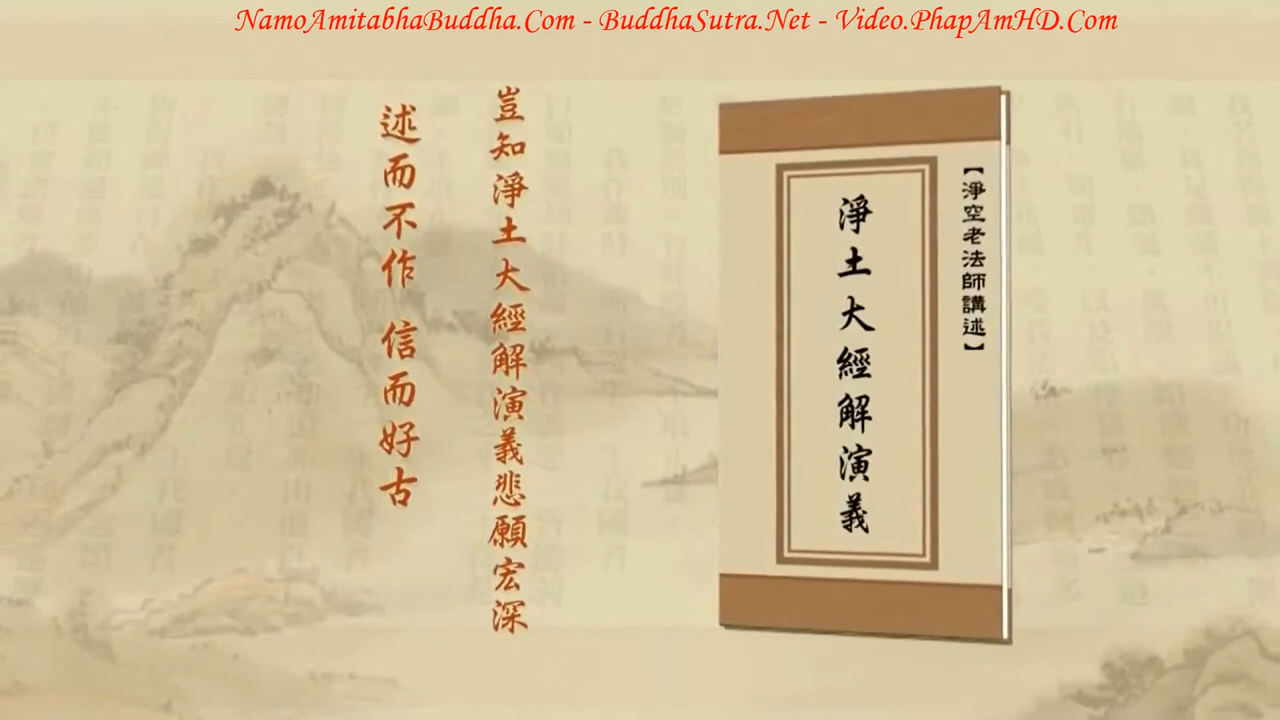 NamoAmitabhaBuddha.Com - BuddhaSutra.Net - Video.PhapAmHD.Com
【淨空老法師講述】
淨土大經解演義
豈知淨土大經解演義悲願宏深
述而不作 信而好古